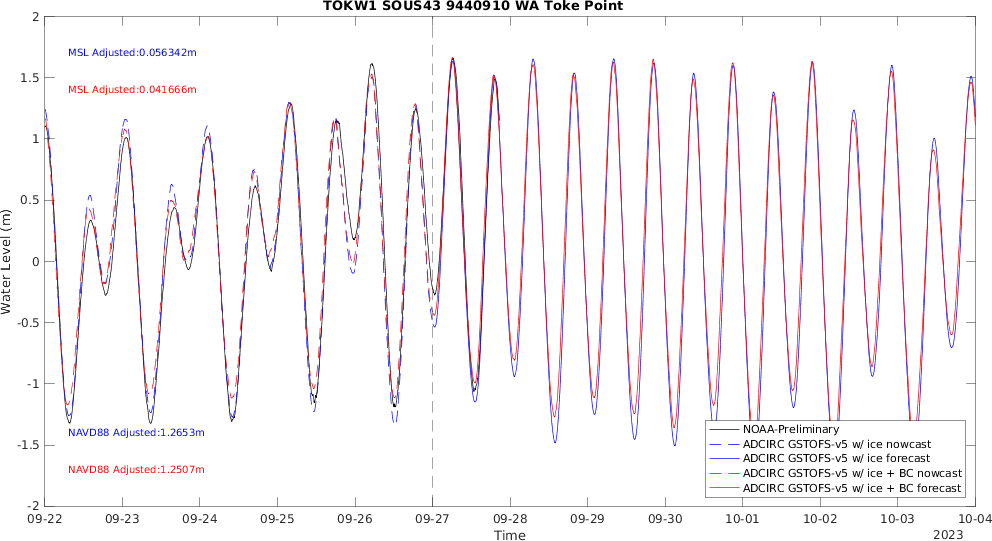 TOKW1 SOUS43 9440910 WA Toke Point
2
1.5
1
0.5
0
-0.5
-1
-1.5
-2
Water Level (m)
MSL Adjusted:0.056342m
MSL Adjusted:0.041666m
NAVD88 Adjusted:1.2653m
NAVD88 Adjusted:1.2507m
NOAA-Preliminary
ADCIRC GSTOFS-v5 w/ ice nowcast
ADCIRC GSTOFS-v5 w/ ice forecast
ADCIRC GSTOFS-v5 w/ ice + BC nowcast
ADCIRC GSTOFS-v5 w/ ice + BC forecast
09-22 09-23 09-24 09-25 09-26 09-27 09-28 09-29 09-30 10-01 10-02 10-03 10-04
Time
2023